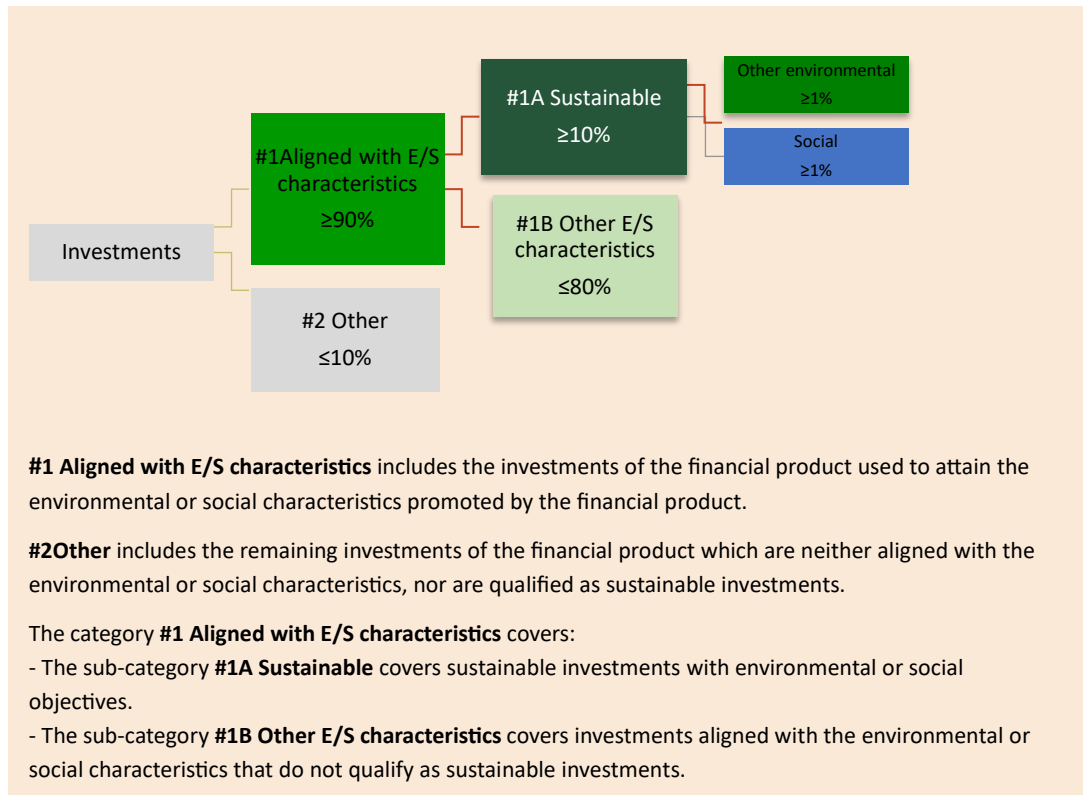 Other environmental
≥1%
#1A Sustainable
≥10%
Social
≥1%
#1Aligned with E/S
characteristics
≥90%
#1B Other E/S
characteristics
≤80%
Investments
#2 Other
≤10%
#1 Aligned with E/S characteristics includes the investments of the financial product used to attain the
environmental or social characteristics promoted by the financial product.
#2Other includes the remaining investments of the financial product which are neither aligned with the
environmental or social characteristics, nor are qualified as sustainable investments.
The category #1 Aligned with E/S characteristics covers:
- The sub-category #1A Sustainable covers sustainable investments with environmental or social
objectives.
- The sub-category #1B Other E/S characteristics covers investments aligned with the environmental or
social characteristics that do not qualify as sustainable investments.